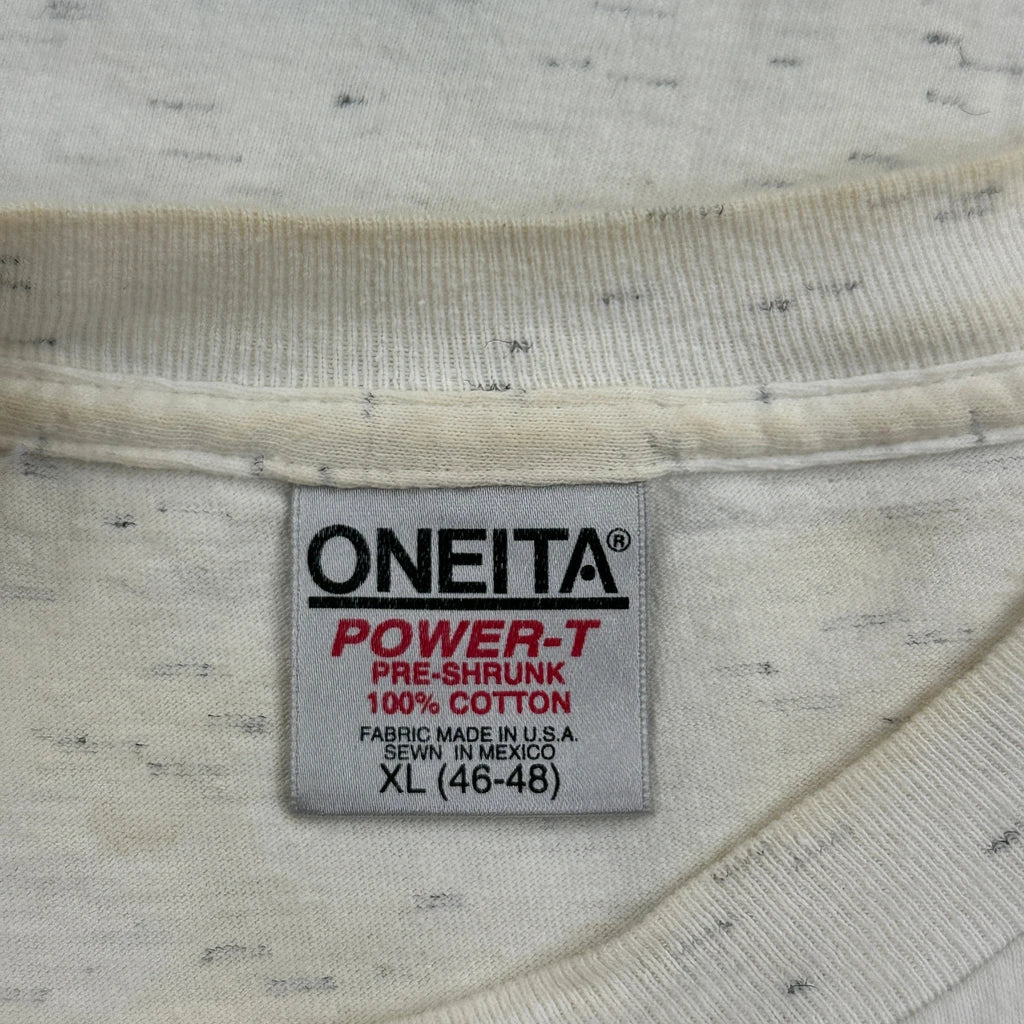 ONEITA®
POWER-T
PRE-SHRUNK
100% COTTON
FABRIC MADE IN U.S.A.
SEWN IN MEXICO
XL (46-48)